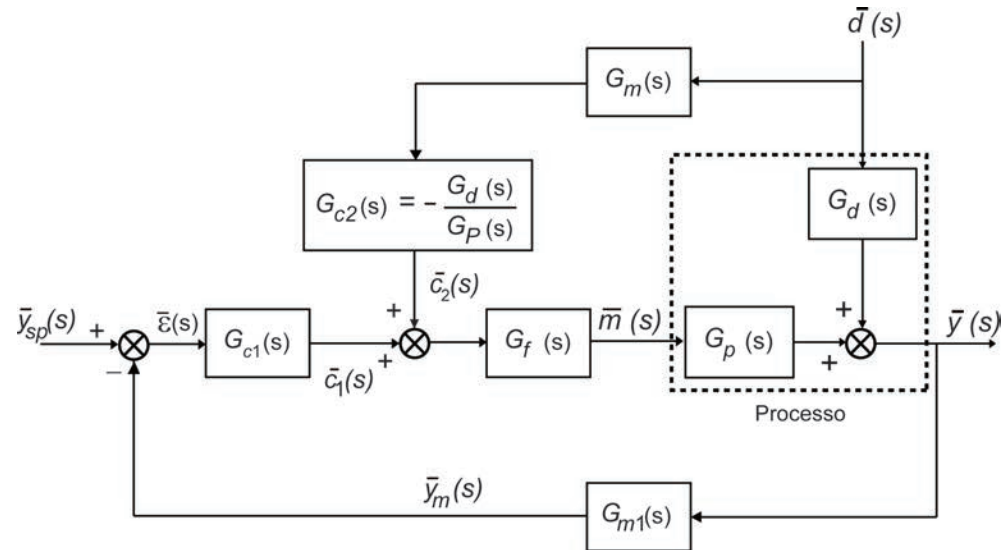 d̄(s)
G_m(s)
G_c2(s) = - G_d(s) / G_P(s)
G_d(s)
c̄_2(s)
+
+
ȳ_sp(s)
+
ε̄(s)
G_c1(s)
+
c̄_1(s)
G_f(s)
m̄(s)
G_p(s)
+
ȳ(s)
−
Processo
ȳ_m(s)
G_m1(s)